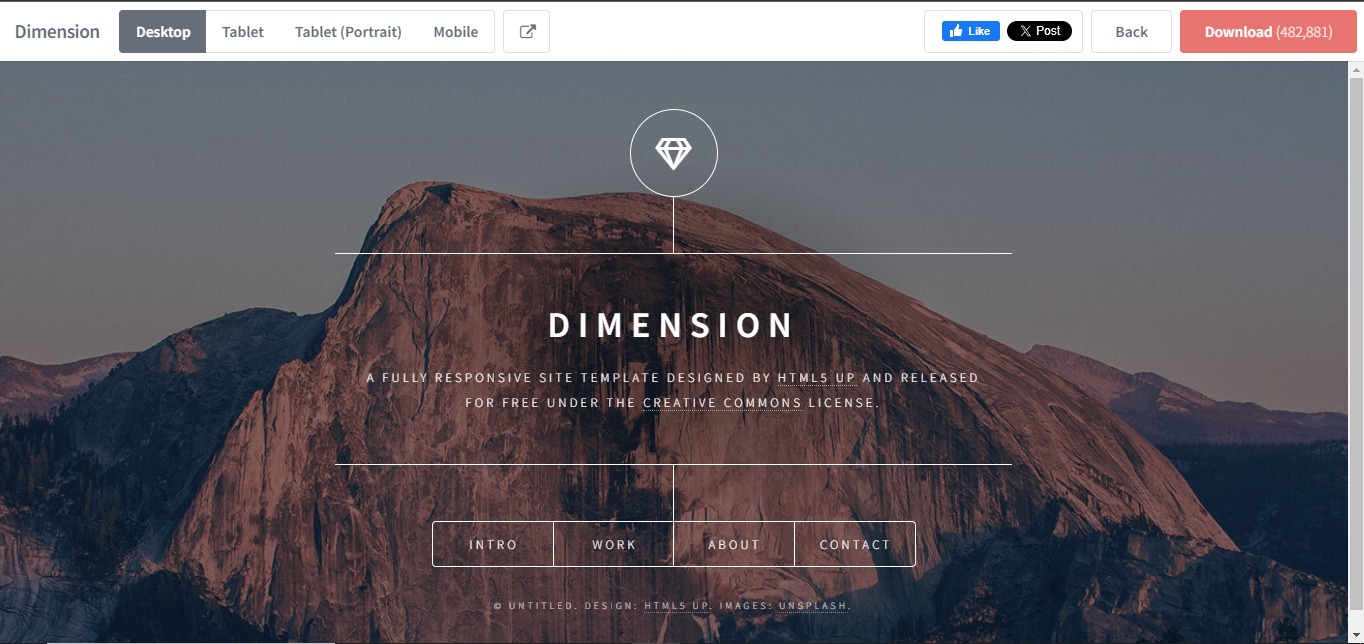 Dimension Desktop Tablet Tablet (Portrait) Mobile Like Post Back Download (482,881)
DIMENSION
A FULLY RESPONSIVE SITE TEMPLATE DESIGNED BY HTML5 UP AND RELEASED
FOR FREE UNDER THE CREATIVE COMMONS LICENSE.
INTRO WORK ABOUT CONTACT
© UNTITLED. DESIGN: HTML5 UP. IMAGES: UNSPLASH.